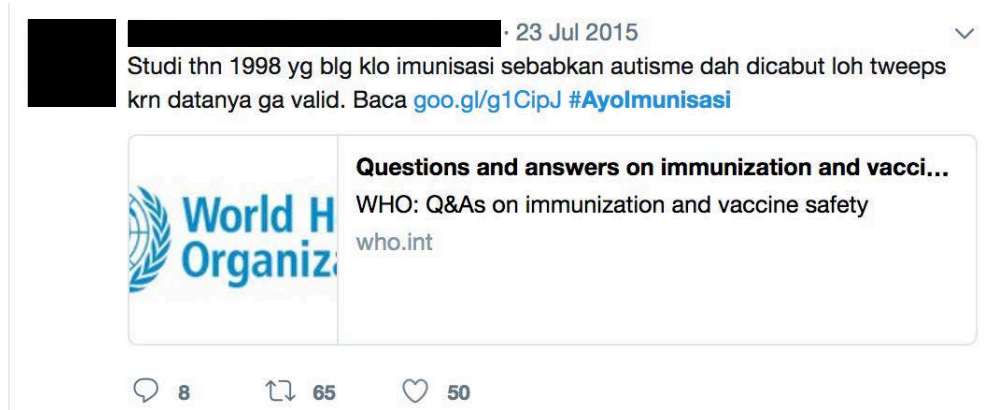 · 23 Jul 2015
Studi thn 1998 yg blg klo imunisasi sebabkan autisme dah dicabut loh tweeps
krn datanya ga valid. Baca goo.gl/g1CipJ #AyoImunisasi
Questions and answers on immunization and vacci...
WHO: Q&As on immunization and vaccine safety
who.int
World H
Organiza
8 65 50